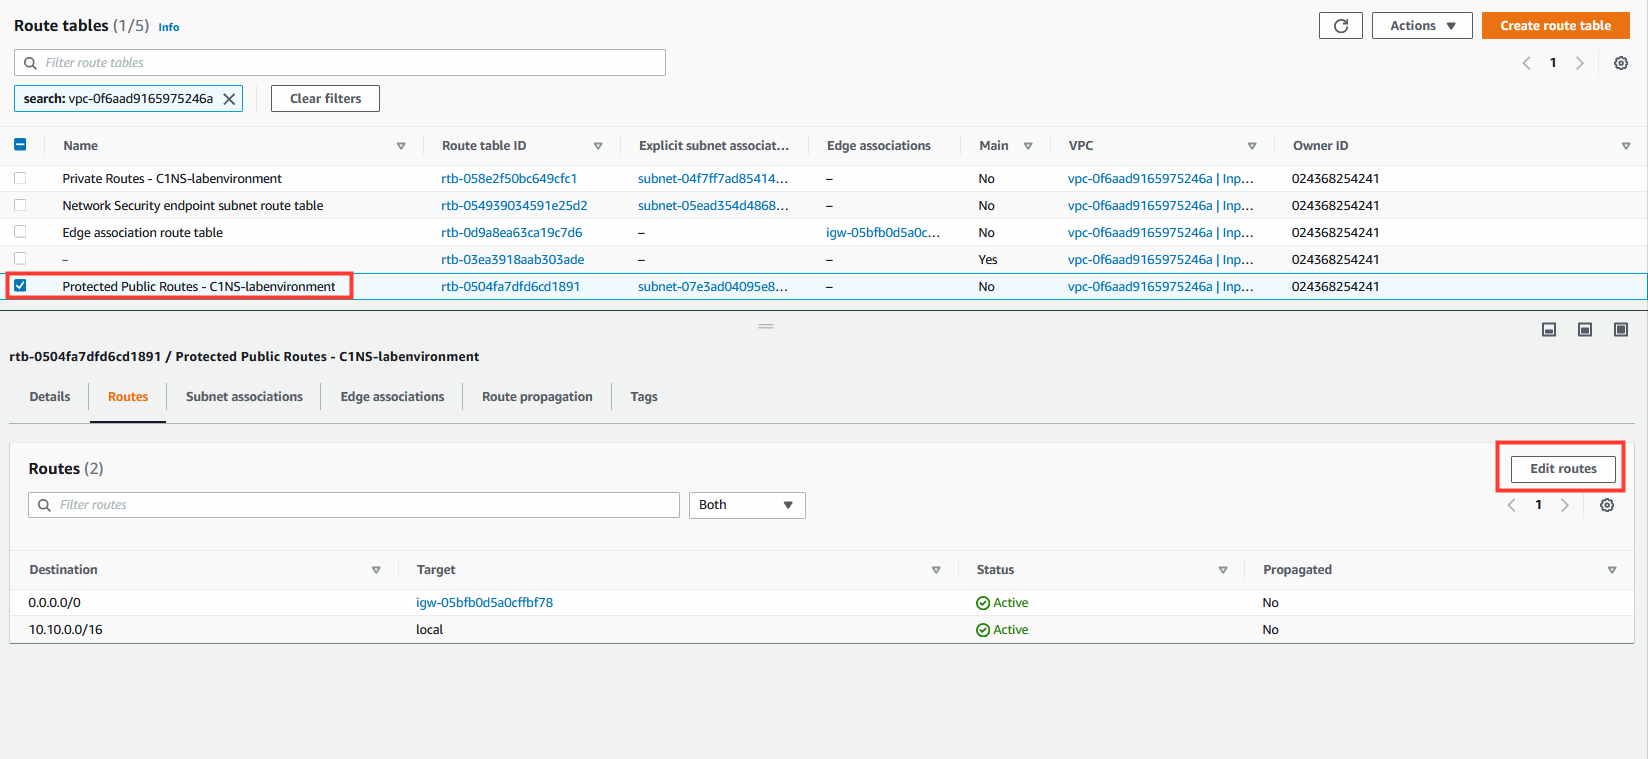 Route tables (1/5) Info
Actions
Create route table
Filter route tables
1
search: vpc-0f6aad9165975246a
Clear filters
Name Route table ID Explicit subnet associat... Edge associations Main VPC Owner ID
Private Routes - C1NS-labenvironment rtb-058e2f50bc649cfc1 subnet-04f7ff7ad85414... – No vpc-0f6aad9165975246a | Inp... 024368254241
Network Security endpoint subnet route table rtb-054939034591e25d2 subnet-05ead354d4868... – No vpc-0f6aad9165975246a | Inp... 024368254241
Edge association route table rtb-0d9a8ea63ca19c7d6 – igw-05bfb0d5a0c... No vpc-0f6aad9165975246a | Inp... 024368254241
– rtb-03ea3918aab303ade – – Yes vpc-0f6aad9165975246a | Inp... 024368254241
Protected Public Routes - C1NS-labenvironment rtb-0504fa7dfd6cd1891 subnet-07e3ad04095e8... – No vpc-0f6aad9165975246a | Inp... 024368254241
rtb-0504fa7dfd6cd1891 / Protected Public Routes - C1NS-labenvironment
Details Routes Subnet associations Edge associations Route propagation Tags
Routes (2)
Edit routes
Filter routes
Both
1
Destination Target Status Propagated
0.0.0.0/0 igw-05bfb0d5a0cffbf78 Active No
10.10.0.0/16 local Active No